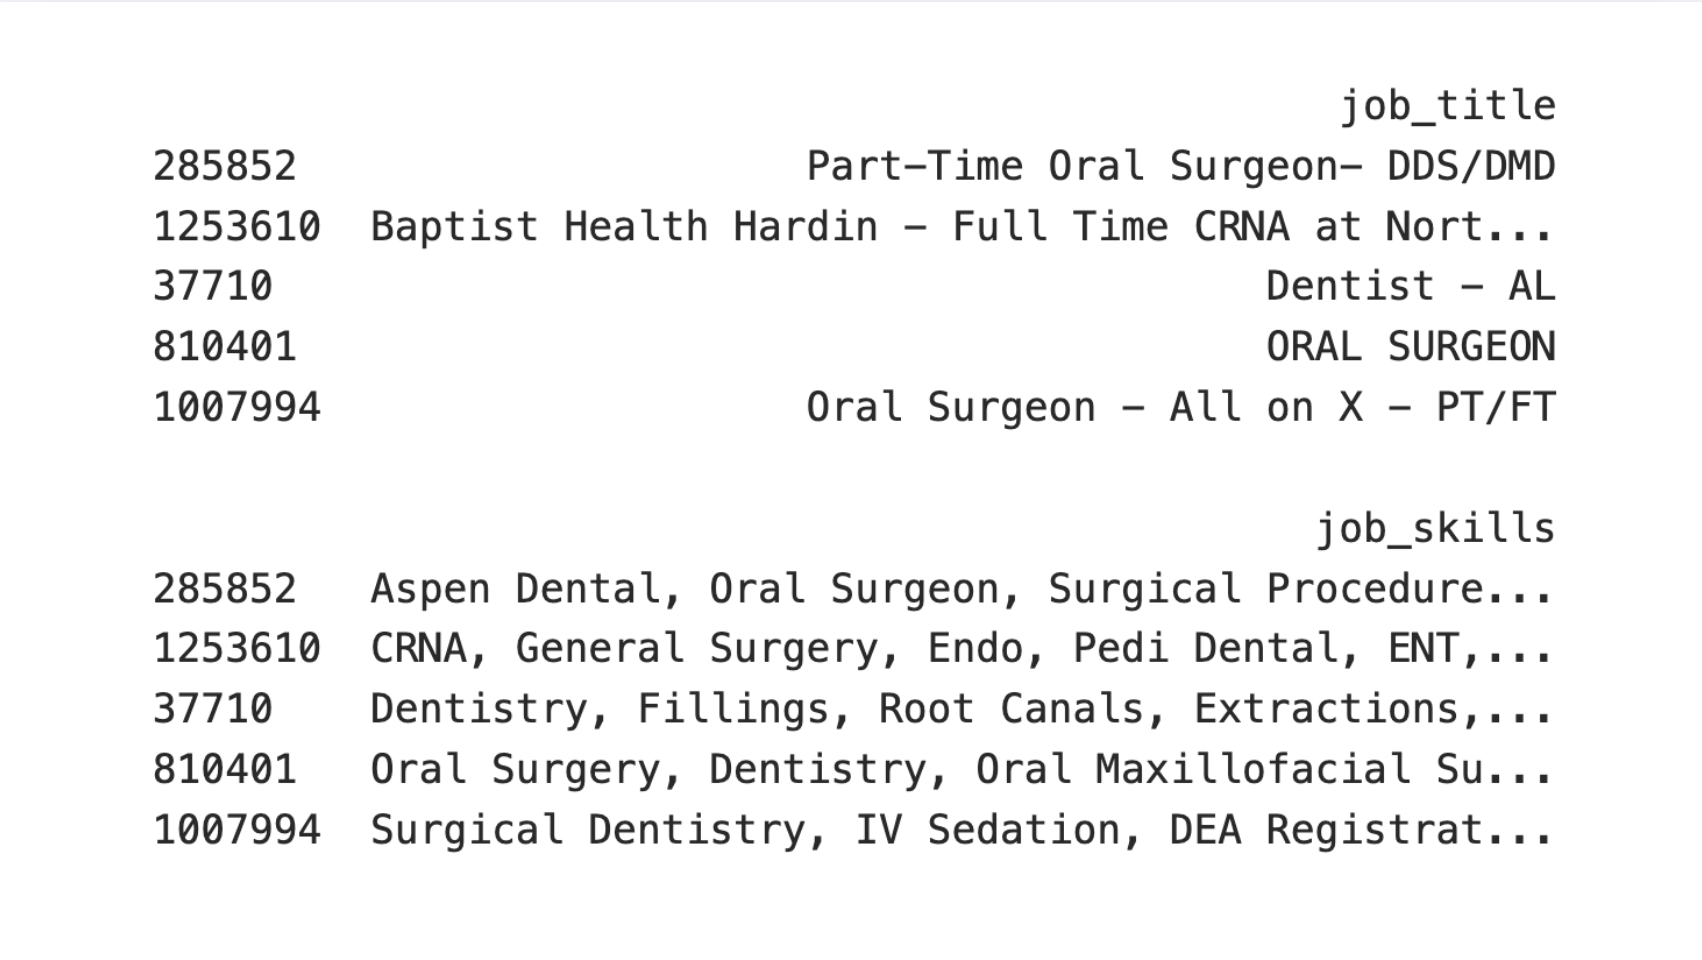 job_title
285852 Part-Time Oral Surgeon- DDS/DMD
1253610 Baptist Health Hardin - Full Time CRNA at Nort...
37710 Dentist - AL
810401 ORAL SURGEON
1007994 Oral Surgeon - All on X - PT/FT
job_skills
285852 Aspen Dental, Oral Surgeon, Surgical Procedure...
1253610 CRNA, General Surgery, Endo, Pedi Dental, ENT,...
37710 Dentistry, Fillings, Root Canals, Extractions,...
810401 Oral Surgery, Dentistry, Oral Maxillofacial Su...
1007994 Surgical Dentistry, IV Sedation, DEA Registrat...